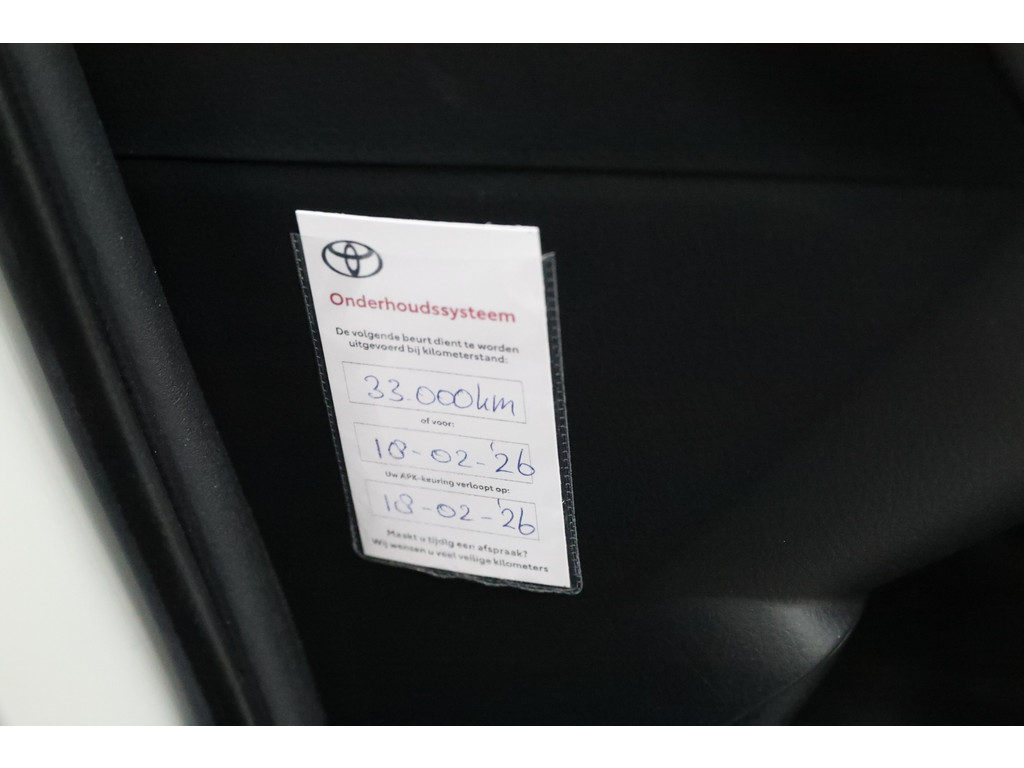 Onderhoudssysteem
De volgende beurt dient te worden
uitgevoerd bij kilometerstand:
33.000km
of voor:
18-02-'26
Uw APK-keuring verloopt op:
18-02-'26
Maakt u tijdig een afspraak?
Wij wensen u veel veilige kilometers